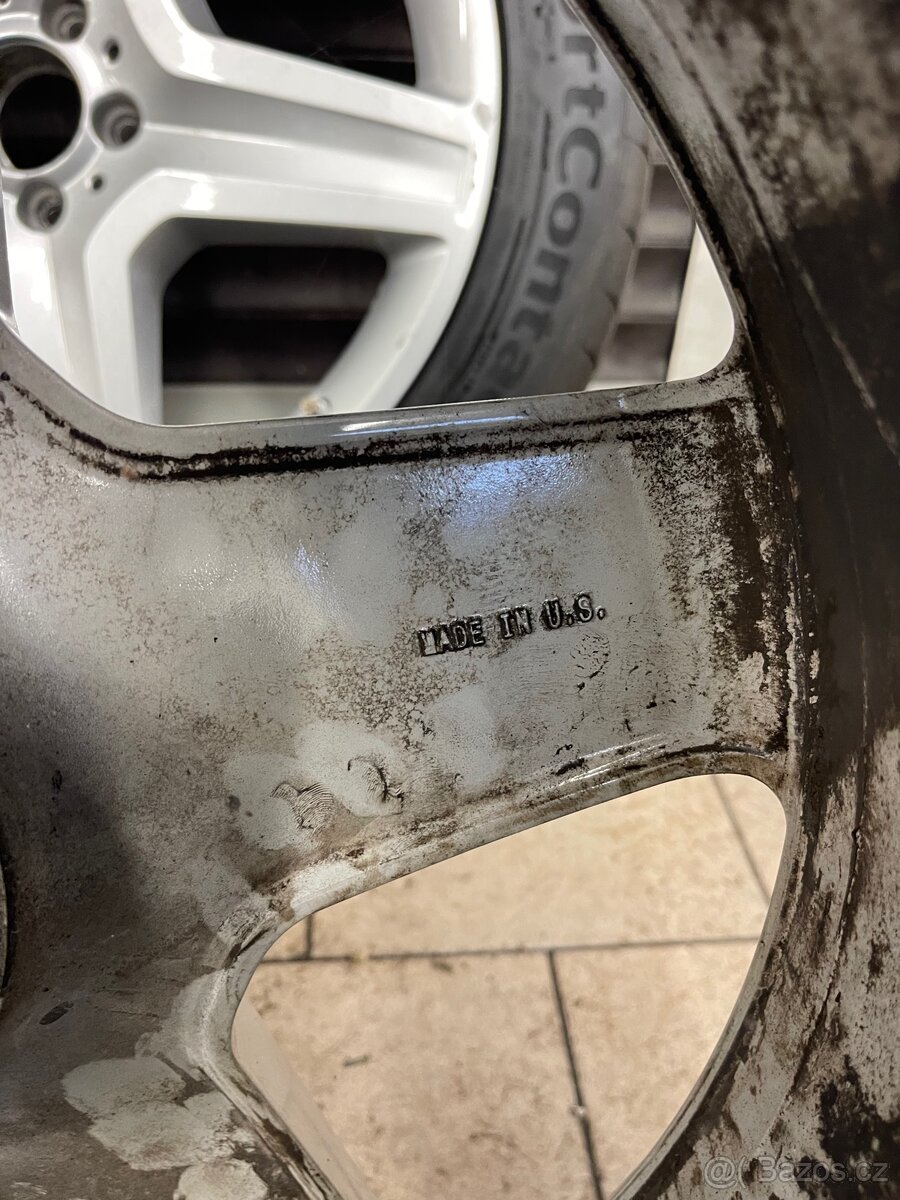 rtConta
MADE IN U.S.
@ Bazos.cz